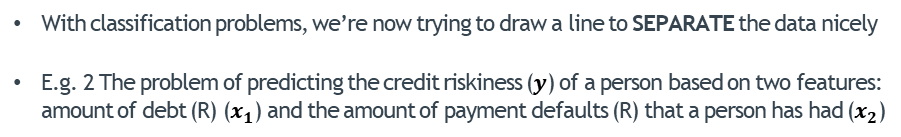 • With classification problems, we're now trying to draw a line to SEPARATE the data nicely
• E.g. 2 The problem of predicting the credit riskiness (𝒚) of a person based on two features:
amount of debt (R) (𝒙₁) and the amount of payment defaults (R) that a person has had (𝒙₂)